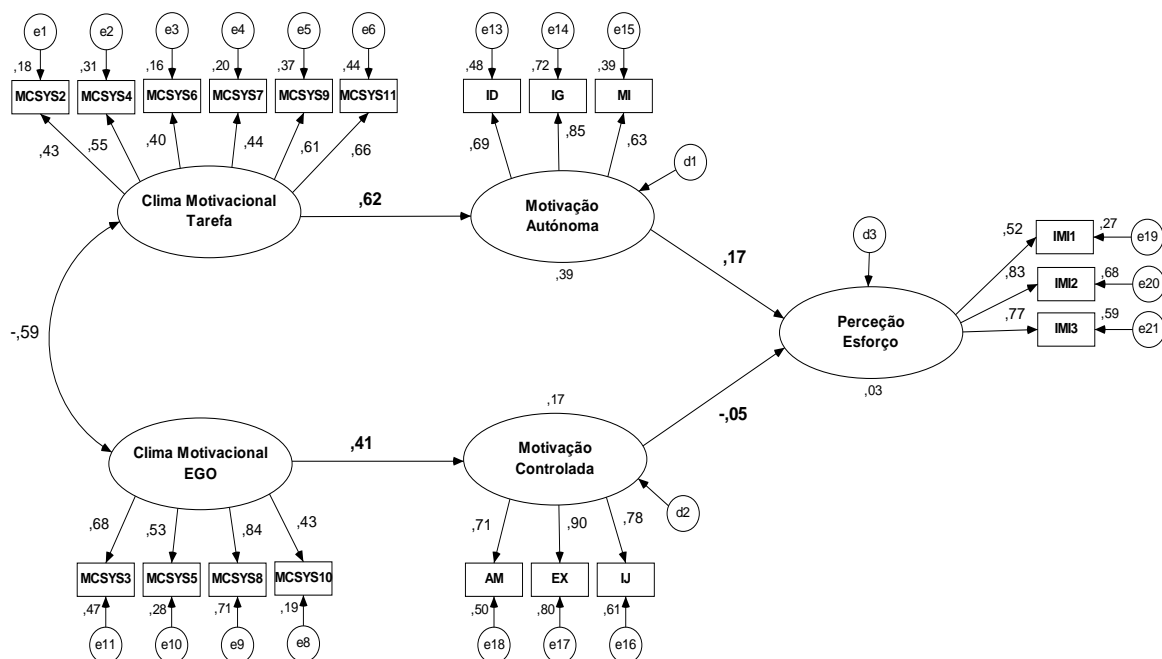 e1 e2 e3 e4 e5 e6 e13 e14 e15
,18 ,31 ,16 ,20 ,37 ,44 ,48 ,72 ,39
MCSYS2 MCSYS4 MCSYS6 MCSYS7 MCSYS9 MCSYS11 ID IG MI
,43 ,55 ,40 ,44 ,61 ,66 ,69 ,85 ,63
d1
Clima Motivacional
Tarefa
,62
Motivação
Autónoma
,39
,17
d3
,52 IMI1 ,27 e19
,83 IMI2 ,68 e20
,77 IMI3 ,59 e21
Perceção
Esforço
,03
-,59
,17
-,05
Clima Motivacional
EGO
,41
Motivação
Controlada
d2
,68 ,53 ,84 ,43 ,71 ,90 ,78
MCSYS3 MCSYS5 MCSYS8 MCSYS10 AM EX IJ
,47 ,28 ,71 ,19 ,50 ,80 ,61
e11 e10 e9 e8 e18 e17 e16